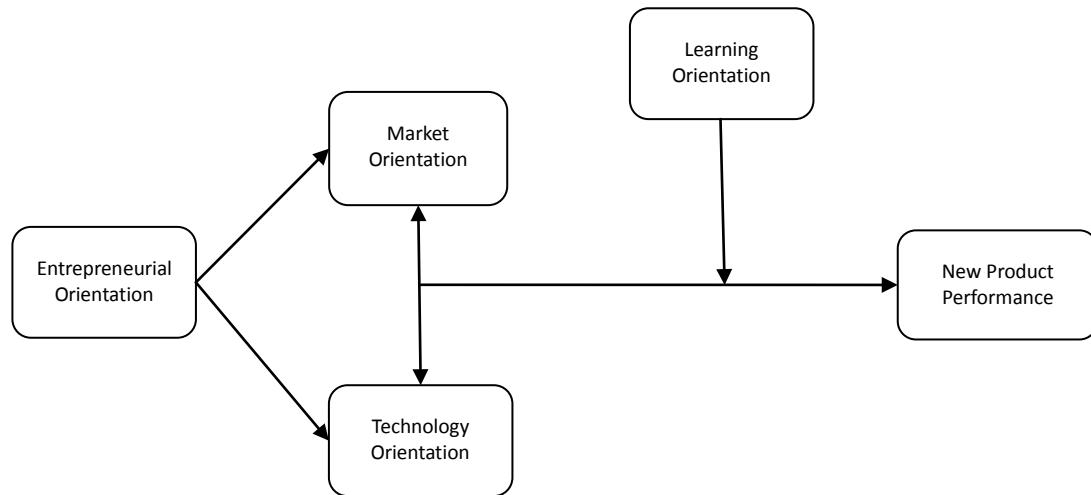 Learning
Orientation
Market
Orientation
Entrepreneurial
Orientation
New Product
Performance
Technology
Orientation